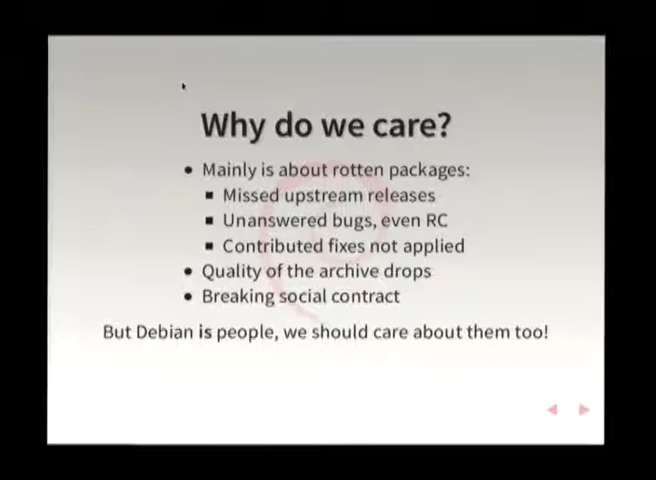 Why do we care?
• Mainly is about rotten packages:
▪ Missed upstream releases
▪ Unanswered bugs, even RC
▪ Contributed fixes not applied
• Quality of the archive drops
• Breaking social contract
But Debian is people, we should care about them too!